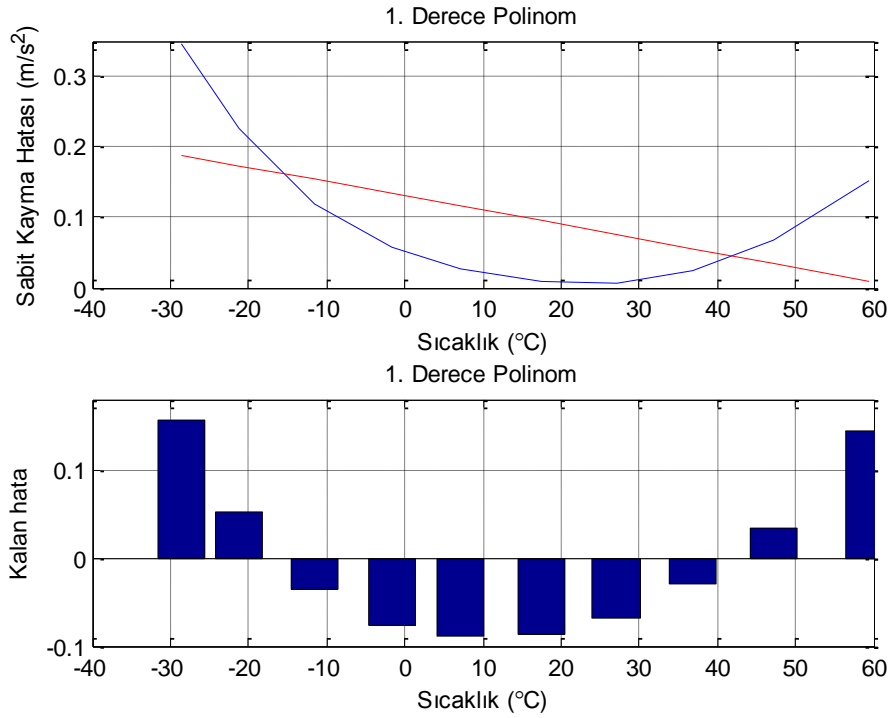 1. Derece Polinom
Sabit Kayma Hatası (m/s²)
0.3
0.2
0.1
0
-40 -30 -20 -10 0 10 20 30 40 50 60
Sıcaklık (°C)
1. Derece Polinom
Kalan hata
0.1
0
-0.1
-40 -30 -20 -10 0 10 20 30 40 50 60
Sıcaklık (°C)